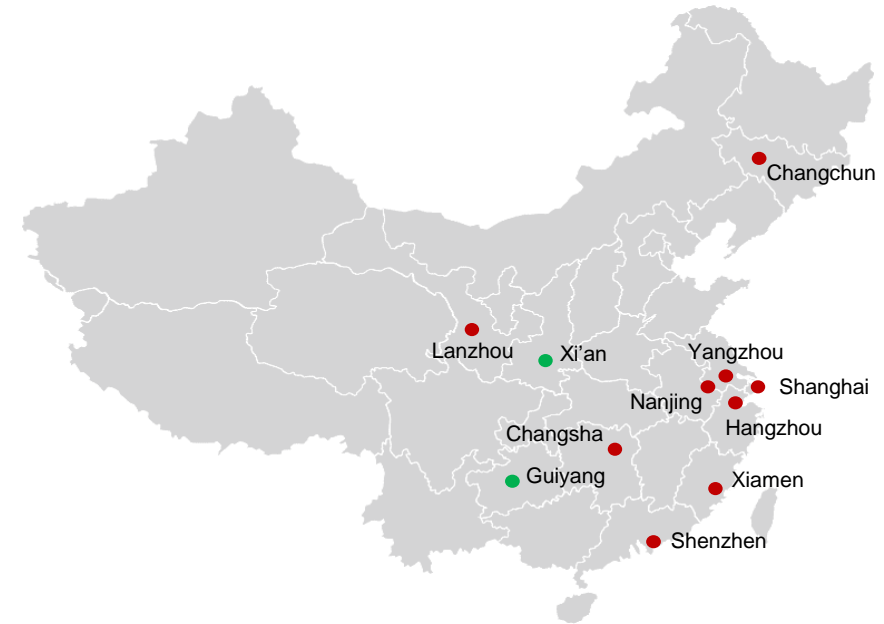 Changchun
Yangzhou
Lanzhou
Xi’an
Shanghai
Nanjing
Hangzhou
Changsha
Guiyang
Xiamen
Shenzhen